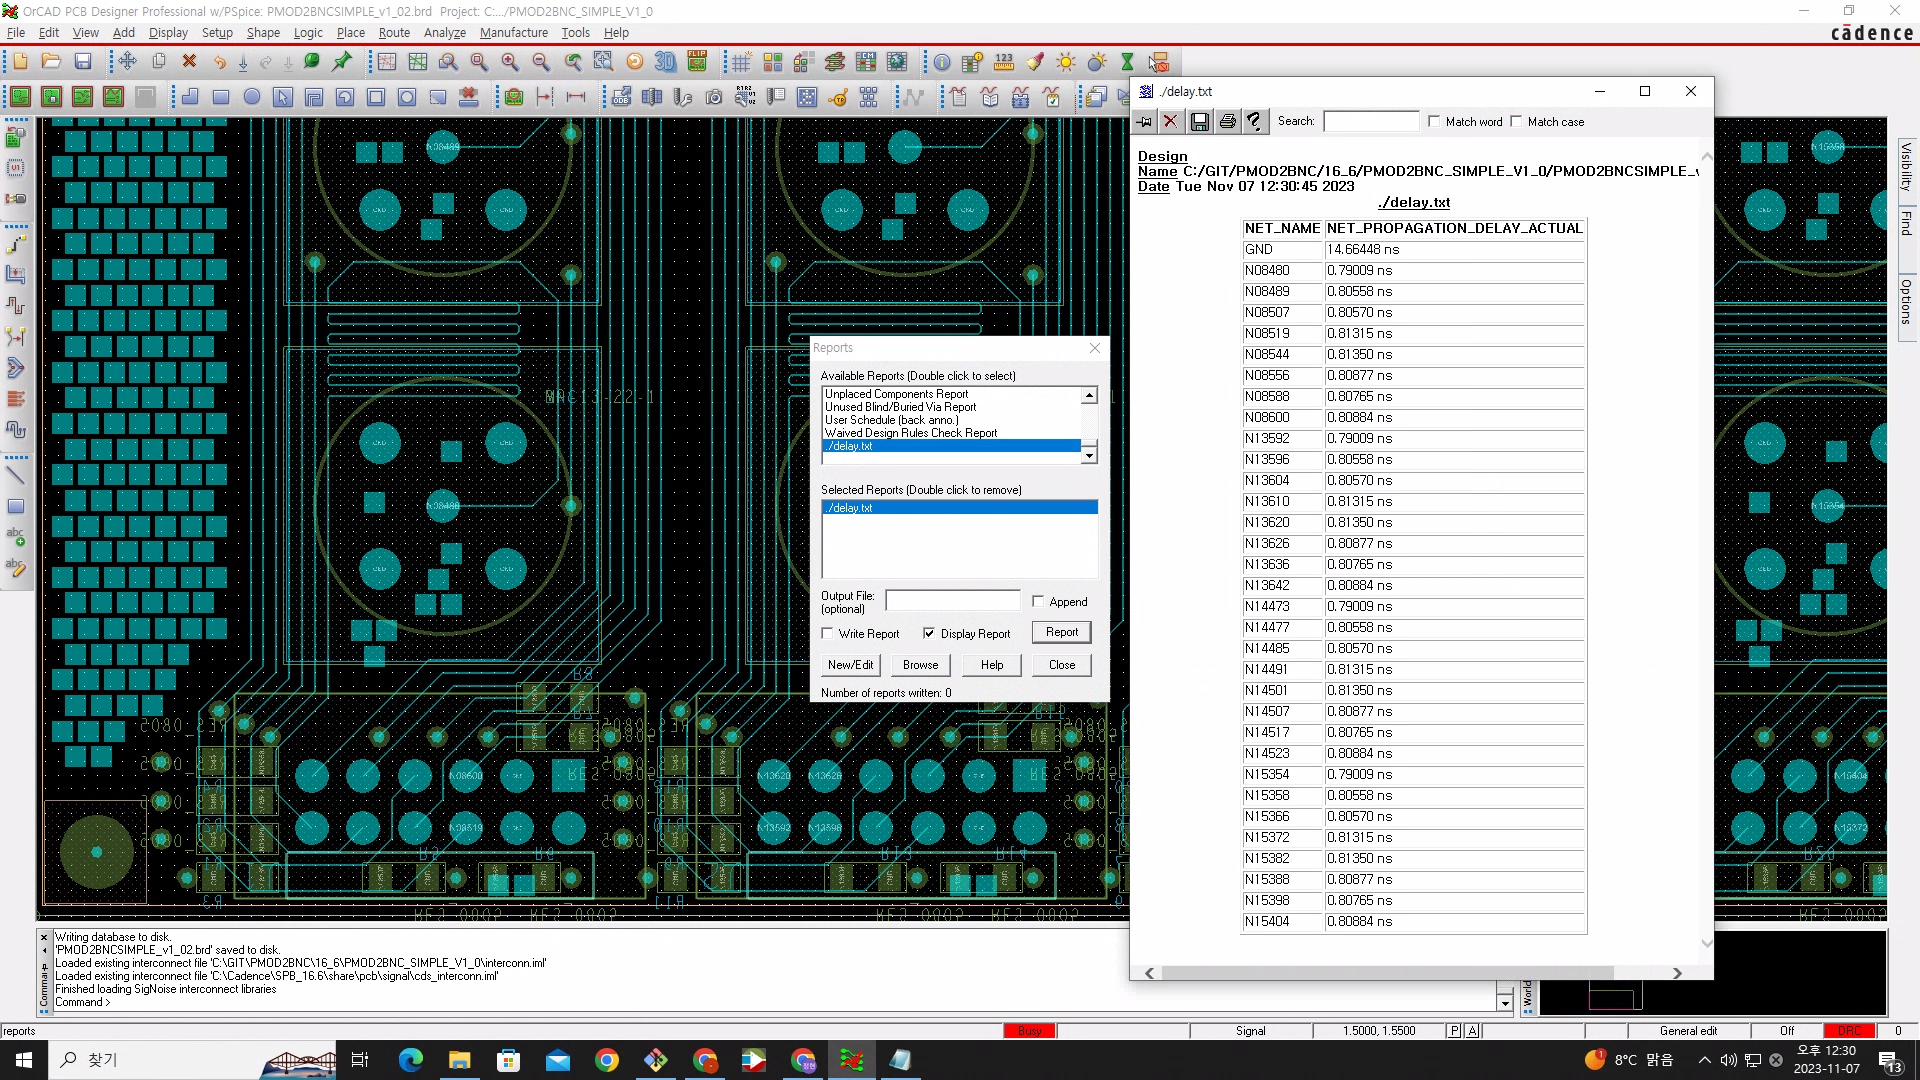 OrCAD PCB Designer Professional w/PSpice: PMOD2BNCSIMPLE_v1_02.brd  Project: C:.../PMOD2BNC_SIMPLE_V1_0
File Edit View Add Display Setup Shape Logic Place Route Analyze Manufacture Tools Help
cādence
./delay.txt
Search:
Match word
Match case
Design
Name C:/GIT/PMOD2BNC/16_6/PMOD2BNC_SIMPLE_V1_0/PMOD2BNCSIMPLE_v
Date Tue Nov 07 12:30:45 2023
./delay.txt
NET_NAME NET_PROPAGATION_DELAY_ACTUAL
GND 14.66448 ns
N08480 0.79009 ns
N08489 0.80558 ns
N08507 0.80570 ns
N08519 0.81315 ns
N08544 0.81350 ns
N08556 0.80877 ns
N08588 0.80765 ns
N08600 0.80884 ns
N13592 0.79009 ns
N13596 0.80558 ns
N13604 0.80570 ns
N13610 0.81315 ns
N13620 0.81350 ns
N13626 0.80877 ns
N13636 0.80765 ns
N13642 0.80884 ns
N14473 0.79009 ns
N14477 0.80558 ns
N14485 0.80570 ns
N14491 0.81315 ns
N14501 0.81350 ns
N14507 0.80877 ns
N14517 0.80765 ns
N14523 0.80884 ns
N15354 0.79009 ns
N15358 0.80558 ns
N15366 0.80570 ns
N15372 0.81315 ns
N15382 0.81350 ns
N15388 0.80877 ns
N15398 0.80765 ns
N15404 0.80884 ns
Reports
Available Reports (Double click to select)
Unplaced Components Report
Unused Blind/Buried Via Report
User Schedule (back anno.)
Waived Design Rules Check Report
./delay.txt
Selected Reports (Double click to remove)
./delay.txt
Output File:
(optional)
Append
Write Report
Display Report
Report
New/Edit
Browse
Help
Close
Number of reports written: 0
Visibility
Find
Options
Writing database to disk.
'PMOD2BNCSIMPLE_v1_02.brd' saved to disk.
Loaded existing interconnect file 'C:\GIT\PMOD2BNC\16_6\PMOD2BNC_SIMPLE_V1_0\interconn.iml'
Loaded existing interconnect file 'C:\Cadence\SPB_16.6\share\pcb\signal\cds_interconn.iml'
Finished loading SigNoise interconnect libraries
Command >
reports
Busy
Signal
1.5000, 1.5500
P
A
General edit
Off
DRC
0
찾기
8°C 맑음
오후 12:30
2023-11-07
13